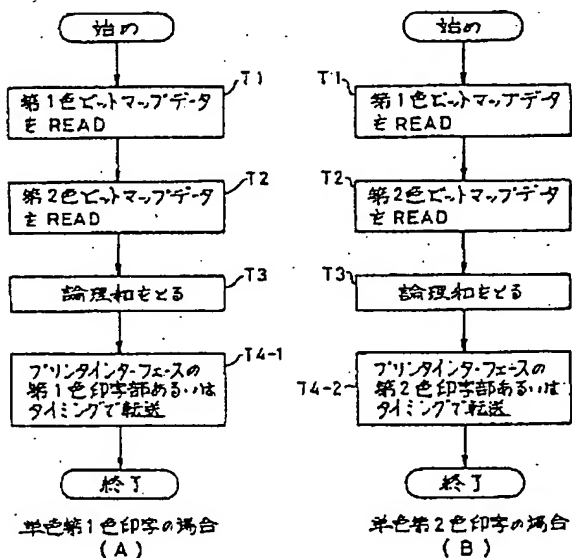 始め
T1
第1色ビットマップデータ
をREAD
T2
第2色ビットマップデータ
をREAD
T3
論理和をとる
T4-1
プリンタインターフェースの
第1色印字部あるいは
タイミングで転送
終了
単色第1色印字の場合
(A)
始め
T1
第1色ビットマップデータ
をREAD
T2
第2色ビットマップデータ
をREAD
T3
論理和をとる
T4-2
プリンタインターフェースの
第2色印字部あるいは
タイミングで転送
終了
単色第2色印字の場合
(B)